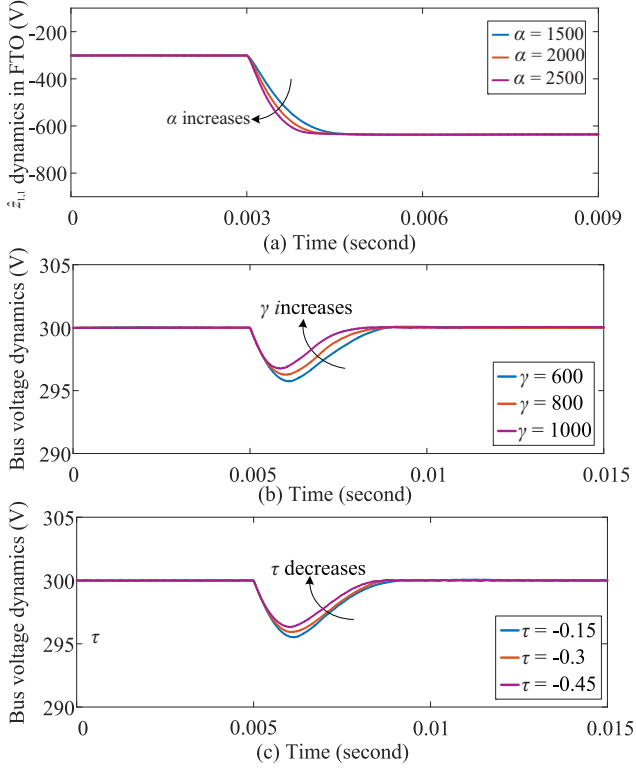 ẑ1,1 dynamics in FTO (V)
-200
-400
-600
-800
α = 1500
α = 2000
α = 2500
α increases
0
0.003
0.006
0.009
(a) Time (second)
Bus voltage dynamics (V)
305
300
295
290
γ increases
γ = 600
γ = 800
γ = 1000
0
0.005
0.01
0.015
(b) Time (second)
Bus voltage dynamics (V)
305
300
295
290
τ decreases
τ
τ = -0.15
τ = -0.3
τ = -0.45
0
0.005
0.01
0.015
(c) Time (second)